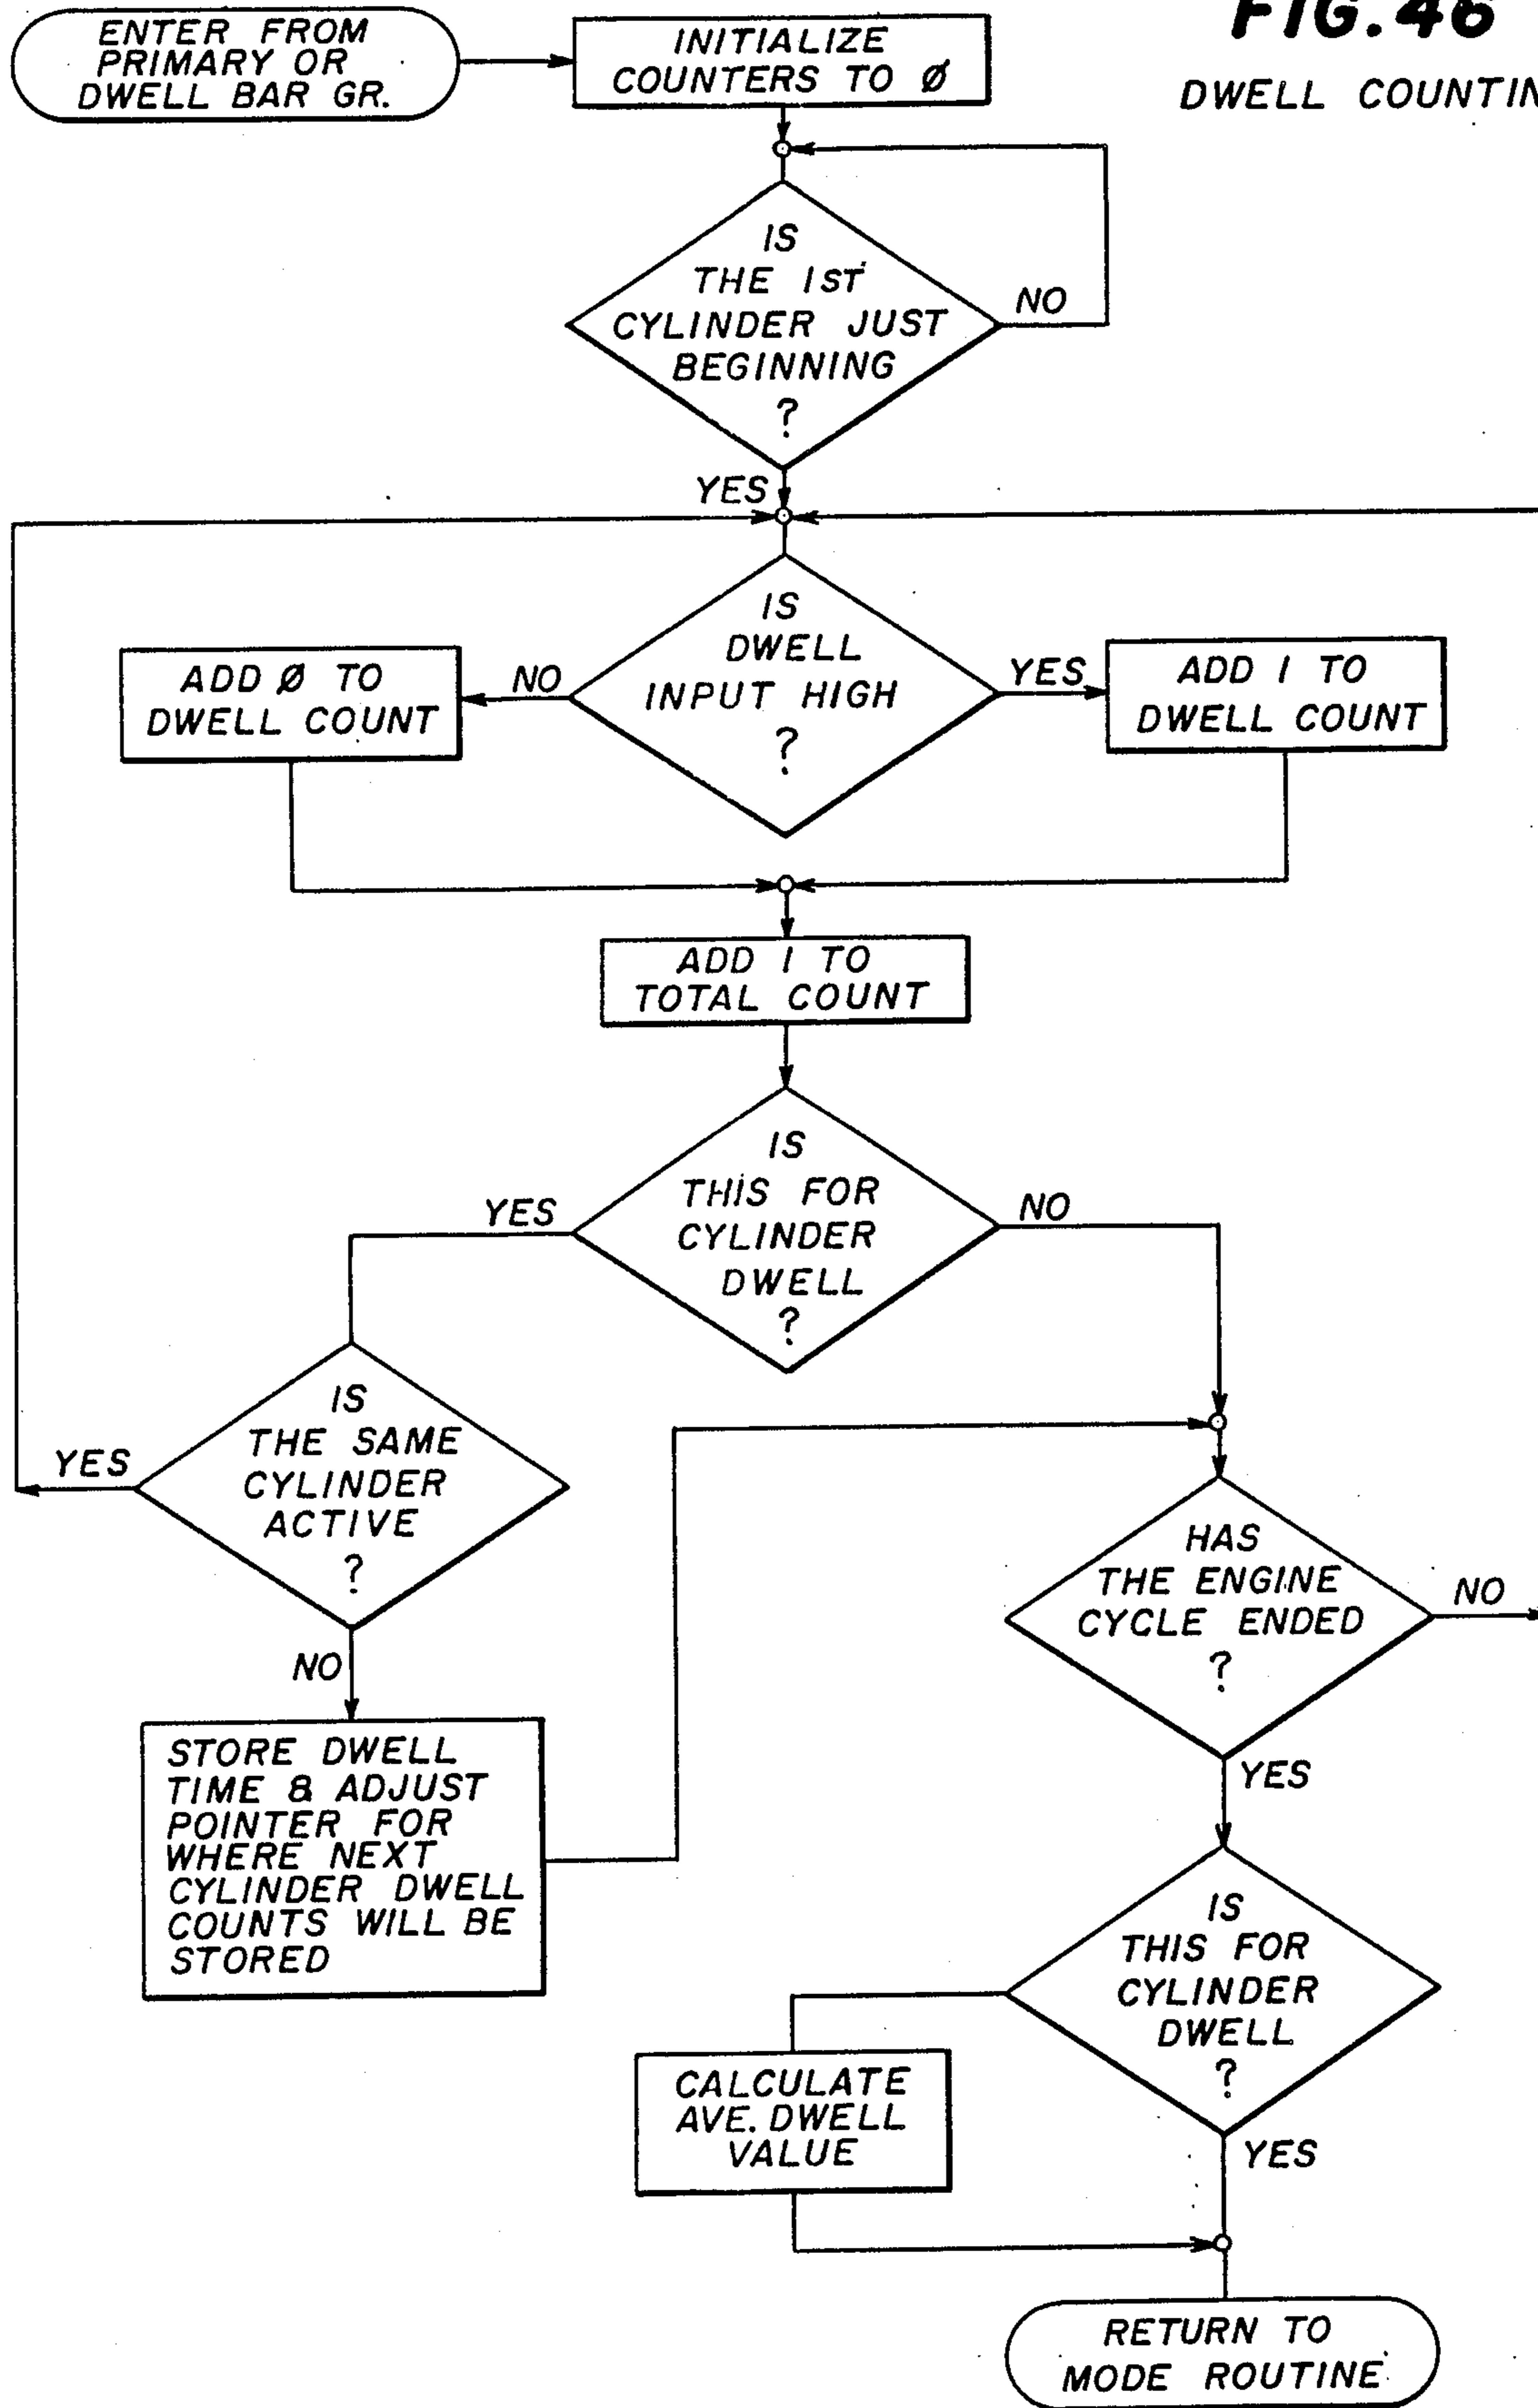 FIG.46
DWELL COUNTIN
ENTER FROM
PRIMARY OR
DWELL BAR GR.
INITIALIZE
COUNTERS TO Ø
IS
THE 1ST
CYLINDER JUST
BEGINNING
?
NO
YES
IS
DWELL
INPUT HIGH
?
NO
YES
ADD Ø TO
DWELL COUNT
ADD 1 TO
DWELL COUNT
ADD 1 TO
TOTAL COUNT
IS
THIS FOR
CYLINDER
DWELL
?
YES
NO
IS
THE SAME
CYLINDER
ACTIVE
?
YES
NO
STORE DWELL
TIME & ADJUST
POINTER FOR
WHERE NEXT
CYLINDER DWELL
COUNTS WILL BE
STORED
HAS
THE ENGINE
CYCLE ENDED
?
NO
YES
IS
THIS FOR
CYLINDER
DWELL
?
YES
CALCULATE
AVE. DWELL
VALUE
RETURN TO
MODE ROUTINE